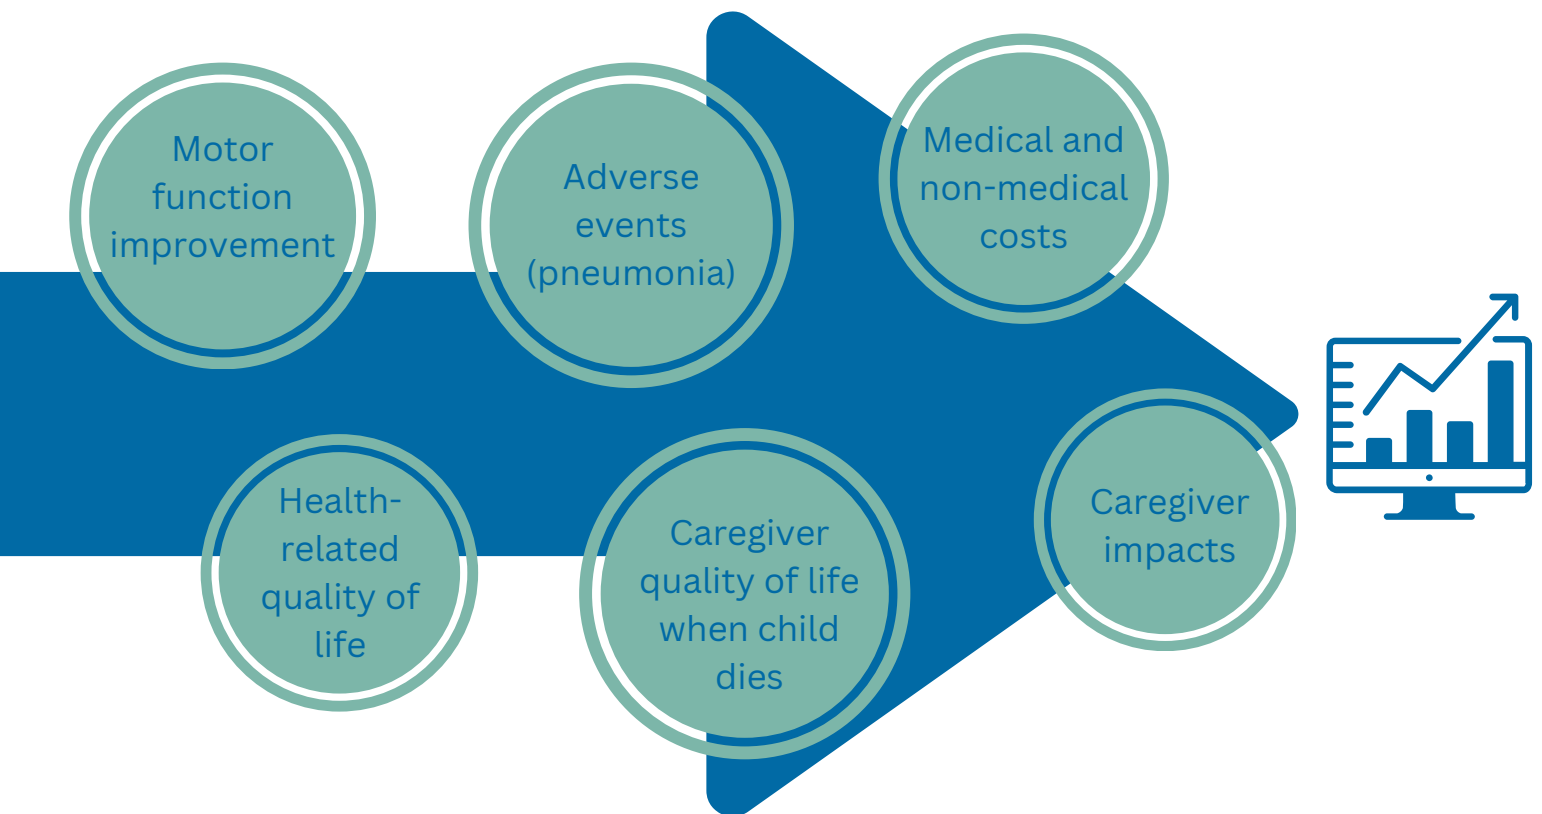 Motor
function
improvement
Adverse
events
(pneumonia)
Medical and
non-medical
costs
Health-
related
quality of
life
Caregiver
quality of life
when child
dies
Caregiver
impacts